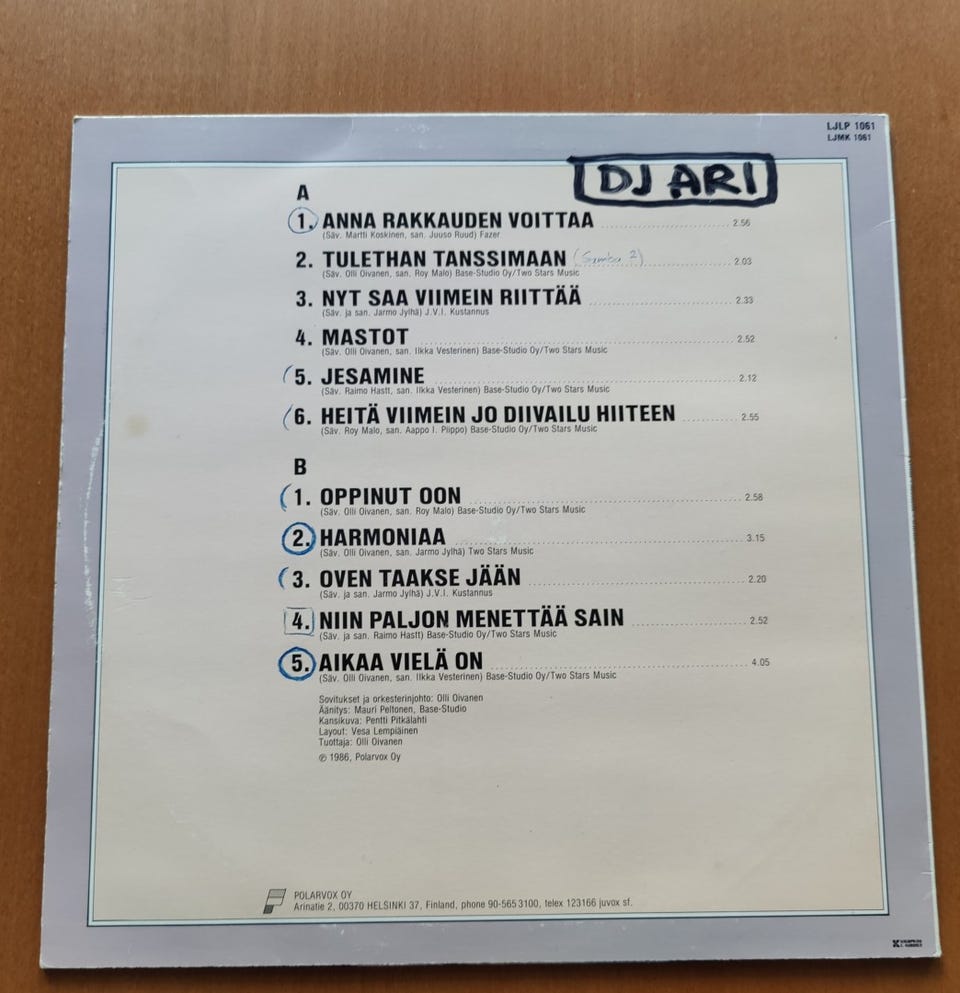 LJLP 1061
LJMK 1061
DJ ARI
A
1. ANNA RAKKAUDEN VOITTAA 2.56
(Säv. Martti Koskinen, san. Juuso Ruud) Fazer
2. TULETHAN TANSSIMAAN (Samba 2) 2.03
(Säv. Olli Oivanen, san. Roy Malo) Base-Studio Oy/Two Stars Music
3. NYT SAA VIIMEIN RIITTÄÄ 2.33
(Säv. ja san. Jarmo Jylhä) J.V.I. Kustannus
4. MASTOT 2.52
(Säv. Olli Oivanen, san. Ilkka Vesterinen) Base-Studio Oy/Two Stars Music
5. JESAMINE 2.12
(Säv. Raimo Hastt, san. Ilkka Vesterinen) Base-Studio Oy/Two Stars Music
6. HEITÄ VIIMEIN JO DIIVAILU HIITEEN 2.55
(Säv. Roy Malo, san. Aappo I. Piippo) Base-Studio Oy/Two Stars Music
B
1. OPPINUT OON 2.58
(Säv. Olli Oivanen, san. Roy Malo) Base-Studio Oy/Two Stars Music
2. HARMONIAA 3.15
(Säv. Olli Oivanen, san. Jarmo Jylhä) Two Stars Music
3. OVEN TAAKSE JÄÄN 2.20
(Säv. ja san. Jarmo Jylhä) J.V.I. Kustannus
4. NIIN PALJON MENETTÄÄ SAIN 2.52
(Säv. ja san. Raimo Hastt) Base-Studio Oy/Two Stars Music
5. AIKAA VIELÄ ON 4.05
(Säv. Olli Oivanen, san. Ilkka Vesterinen) Base-Studio Oy/Two Stars Music
Sovitukset ja orkesterinjohto: Olli Oivanen
Äänitys: Mauri Peltonen, Base-Studio
Kansikuva: Pentti Pitkälahti
Layout: Vesa Lempiäinen
Tuottaja: Olli Oivanen
℗ 1986, Polarvox Oy
POLARVOX OY
Arinatie 2, 00370 HELSINKI 37, Finland, phone 90-565 3100, telex 123166 juvox sf.